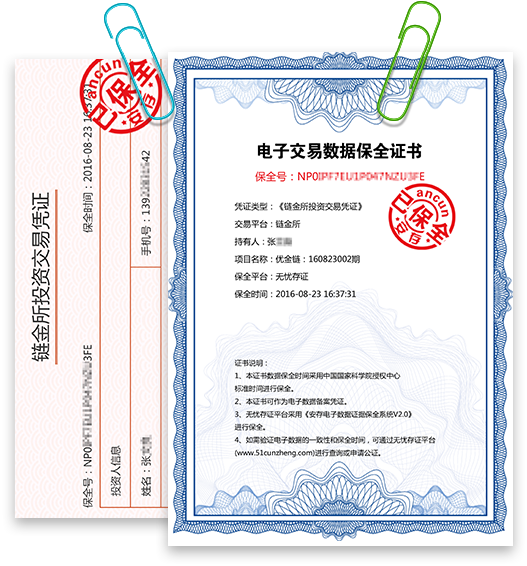 链金所投资交易凭证
保全号：NP0 3FE
保全时间：2016-08-23 16:37:31
投资人信息
姓名：张
手机号：139 42
ancun
已保全
安存
电子交易数据保全证书
保全号：NP0IPF7EU1P047NZU3FE
ancun
已保全
安存
凭证类型：《链金所投资交易凭证》
交易平台：链金所
持有人：张
项目名称：优金链：160823002期
保全平台：无忧存证
保全时间：2016-08-23 16:37:31
证书说明：
1、本证书数据保全时间采用中国国家科学院授权中心
标准时间进行保全。
2、本证书可作为电子数据备案凭证。
3、无忧存证平台采用《安存电子数据证据保全系统V2.0》
进行保全。
4、如需验证电子数据的一致性和保全时间，可通过无忧存证平台
(www.51cunzheng.com)进行查询或申请公证。